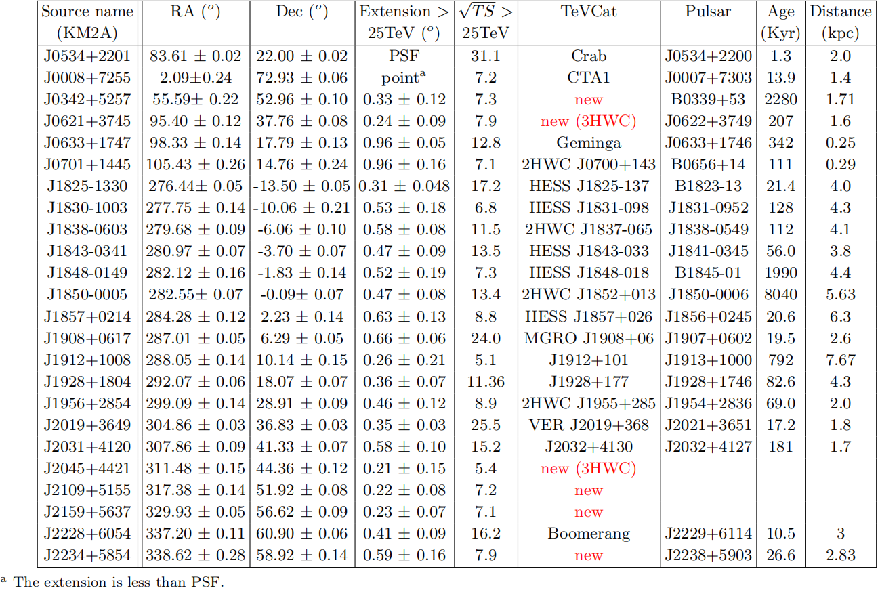 Source name RA (°) Dec (°) Extension > √TS > TeVCat Pulsar Age Distance
(KM2A) 25TeV (°) 25TeV (Kyr) (kpc)
J0534+2201 83.61 ± 0.02 22.00 ± 0.02 PSF 31.1 Crab J0534+2200 1.3 2.0
J0008+7255 2.09±0.24 72.93 ± 0.06 pointᵃ 7.2 CTA1 J0007+7303 13.9 1.4
J0342+5257 55.59± 0.22 52.96 ± 0.10 0.33 ± 0.12 7.3 new B0339+53 2280 1.71
J0621+3745 95.40 ± 0.12 37.76 ± 0.08 0.24 ± 0.09 7.9 new (3HWC) J0622+3749 207 1.6
J0633+1747 98.33 ± 0.14 17.79 ± 0.13 0.96 ± 0.05 12.8 Geminga J0633+1746 342 0.25
J0701+1445 105.43 ± 0.26 14.76 ± 0.24 0.96 ± 0.16 7.1 2HWC J0700+143 B0656+14 111 0.29
J1825-1330 276.44± 0.05 -13.50 ± 0.05 0.31 ± 0.048 17.2 HESS J1825-137 B1823-13 21.4 4.0
J1830-1003 277.75 ± 0.14 -10.06 ± 0.21 0.53 ± 0.18 6.8 HESS J1831-098 J1831-0952 128 4.3
J1838-0603 279.68 ± 0.09 -6.06 ± 0.10 0.58 ± 0.08 11.5 2HWC J1837-065 J1838-0549 112 4.1
J1843-0341 280.97 ± 0.07 -3.70 ± 0.07 0.47 ± 0.09 13.5 HESS J1843-033 J1841-0345 56.0 3.8
J1848-0149 282.12 ± 0.16 -1.83 ± 0.14 0.52 ± 0.19 7.3 HESS J1848-018 B1845-01 1990 4.4
J1850-0005 282.55± 0.07 -0.09± 0.07 0.47 ± 0.08 13.4 2HWC J1852+013 J1850-0006 8040 5.63
J1857+0214 284.28 ± 0.12 2.23 ± 0.14 0.63 ± 0.13 8.8 HESS J1857+026 J1856+0245 20.6 6.3
J1908+0617 287.01 ± 0.05 6.29 ± 0.05 0.66 ± 0.06 24.0 MGRO J1908+06 J1907+0602 19.5 2.6
J1912+1008 288.05 ± 0.14 10.14 ± 0.15 0.26 ± 0.21 5.1 J1912+101 J1913+1000 792 7.67
J1928+1804 292.07 ± 0.06 18.07 ± 0.07 0.36 ± 0.07 11.36 J1928+177 J1928+1746 82.6 4.3
J1956+2854 299.09 ± 0.14 28.91 ± 0.09 0.46 ± 0.12 8.9 2HWC J1955+285 J1954+2836 69.0 2.0
J2019+3649 304.86 ± 0.03 36.83 ± 0.03 0.35 ± 0.03 25.5 VER J2019+368 J2021+3651 17.2 1.8
J2031+4120 307.86 ± 0.09 41.33 ± 0.07 0.58 ± 0.10 15.2 J2032+4130 J2032+4127 181 1.7
J2045+4421 311.48 ± 0.15 44.36 ± 0.12 0.21 ± 0.15 5.4 new (3HWC)
J2109+5155 317.38 ± 0.14 51.92 ± 0.08 0.22 ± 0.08 7.2 new
J2159+5637 329.93 ± 0.05 56.62 ± 0.09 0.23 ± 0.07 7.1 new
J2228+6054 337.20 ± 0.11 60.90 ± 0.06 0.41 ± 0.09 16.2 Boomerang J2229+6114 10.5 3
J2234+5854 338.62 ± 0.28 58.92 ± 0.14 0.59 ± 0.16 7.9 new J2238+5903 26.6 2.83
ᵃ The extension is less than PSF.